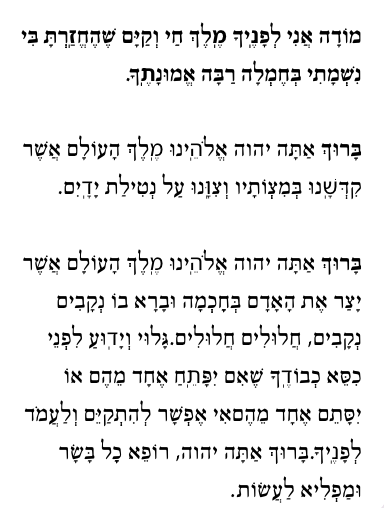 מוֹדָה אֲנִי לְפָנֶֽיךָ מֶֽלֶךְ חַי וְקַיָּם שֶׁהֶחֱזַֽרְתָּ בִּי
נִשְׁמָתִי בְּחֶמְלָה רַבָּה אֱמוּנָתֶֽךָ.
בָּרוּךְ אַתָּה יהוה אֱלֹהֵֽינוּ מֶֽלֶךְ הָעוֹלָם אֲשֶׁר
קִדְּשָֽׁנוּ בְּמִצְוֹתָיו וְצִוָּֽנוּ עַל נְטִילַת יָדָֽיִם.
בָּרוּךְ אַתָּה יהוה אֱלֹהֵֽינוּ מֶֽלֶךְ הָעוֹלָם אֲשֶׁר
יָצַר אֶת הָאָדָם בְּחָכְמָה וּבָרָא בוֹ נְקָבִים
נְקָבִים, חֲלוּלִים חֲלוּלִים.גָּלוּי וְיָדֽוּעַ לִפְנֵי
כִסֵּא כְבוֹדֶֽךָ שֶׁאִם יִפָּתֵֽחַ אֶחָד מֵהֶם אוֹ
יִסָּתֵם אֶחָד מֵהֶםאִי אֶפְשָׁר לְהִתְקַיֵּם וְלַעֲמֹד
לְפָנֶֽיךָ.בָּרוּךְ אַתָּה יהוה, רוֹפֵא כָל בָּשָׂר
וּמַפְלִיא לַעֲשׂוֹת.